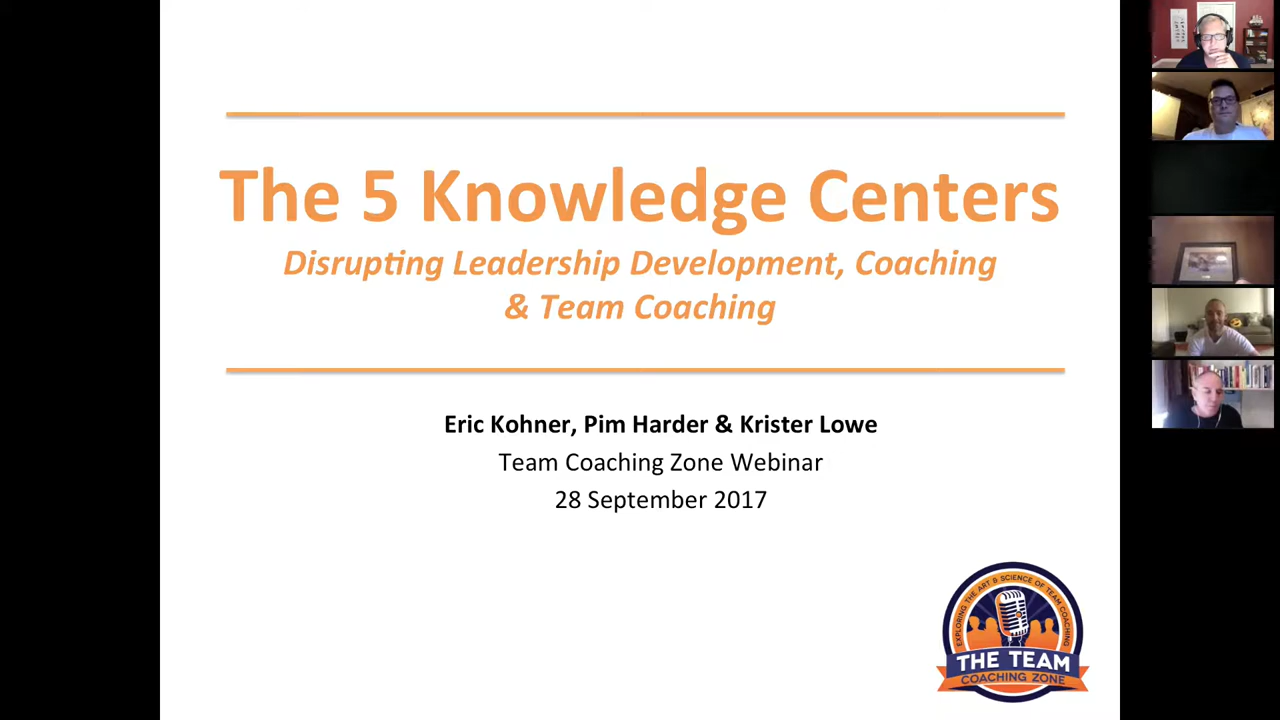 The 5 Knowledge Centers
Disrupting Leadership Development, Coaching
& Team Coaching
Eric Kohner, Pim Harder & Krister Lowe
Team Coaching Zone Webinar
28 September 2017
EXPLORING THE ART & SCIENCE OF TEAM COACHING
THE TEAM
COACHING ZONE